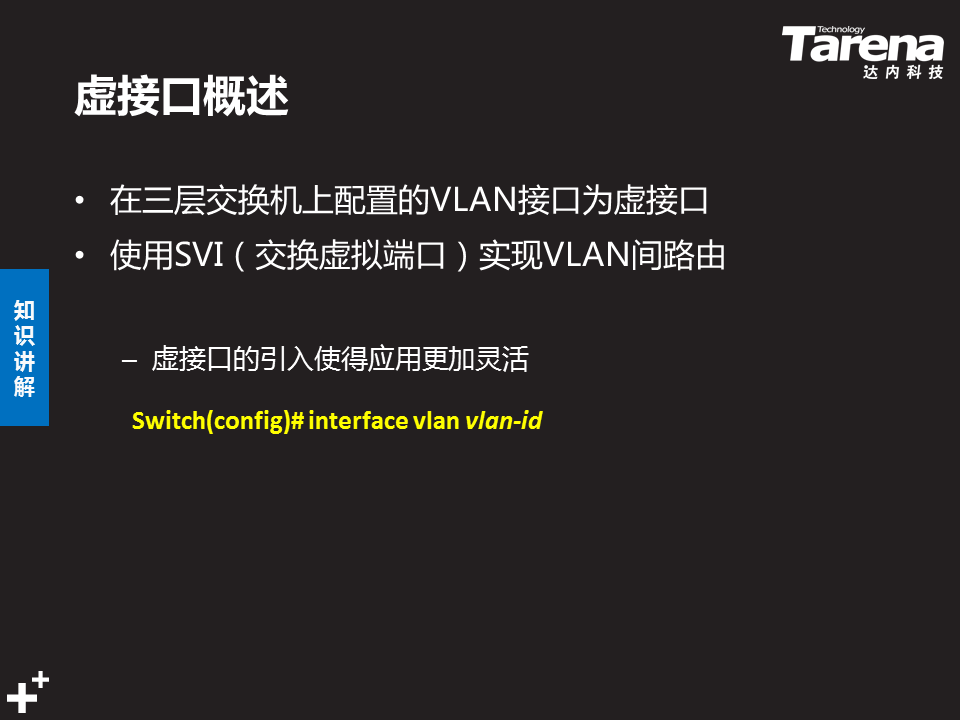 Technology
Tarena
达内科技
虚接口概述
• 在三层交换机上配置的VLAN接口为虚接口
• 使用SVI（交换虚拟端口）实现VLAN间路由
知识讲解
– 虚接口的引入使得应用更加灵活
Switch(config)# interface vlan vlan-id